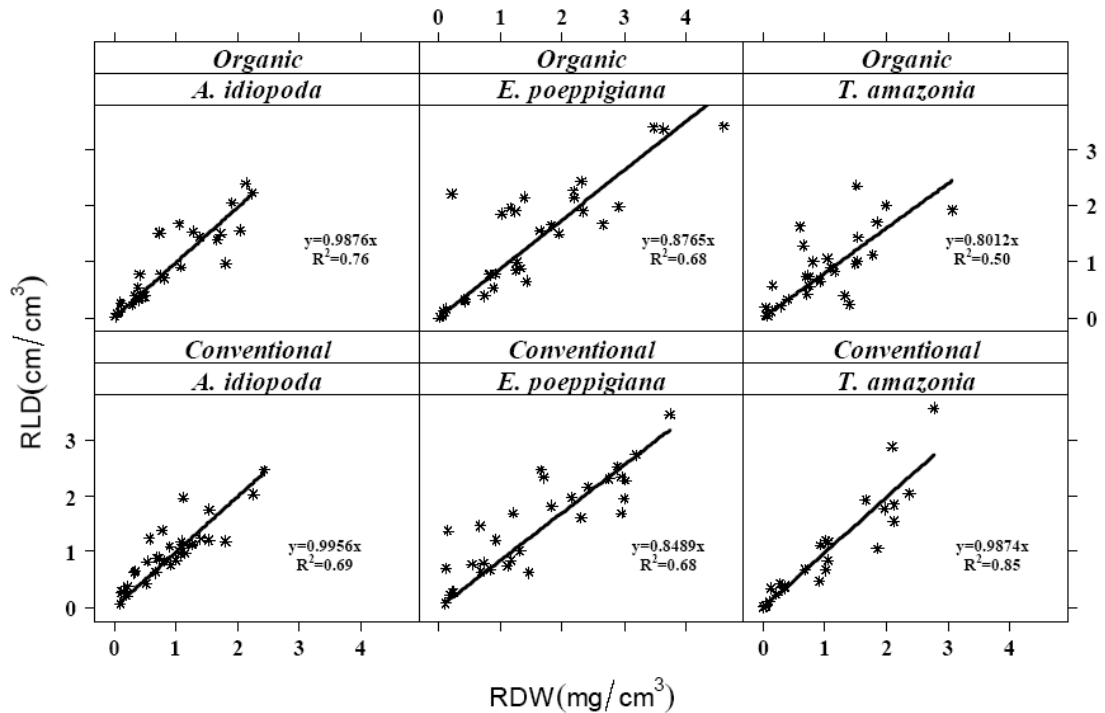 0 1 2 3 4
Organic Organic Organic
A. idiopoda E. poeppigiana T. amazonia
3
2
1
0
y=0.9876x
R²=0.76
y=0.8765x
R²=0.68
y=0.8012x
R²=0.50
Conventional Conventional Conventional
A. idiopoda E. poeppigiana T. amazonia
3
2
1
0
y=0.9956x
R²=0.69
y=0.8489x
R²=0.68
y=0.9874x
R²=0.85
0 1 2 3 4 0 1 2 3 4
RLD(cm/cm³)
RDW(mg/cm³)